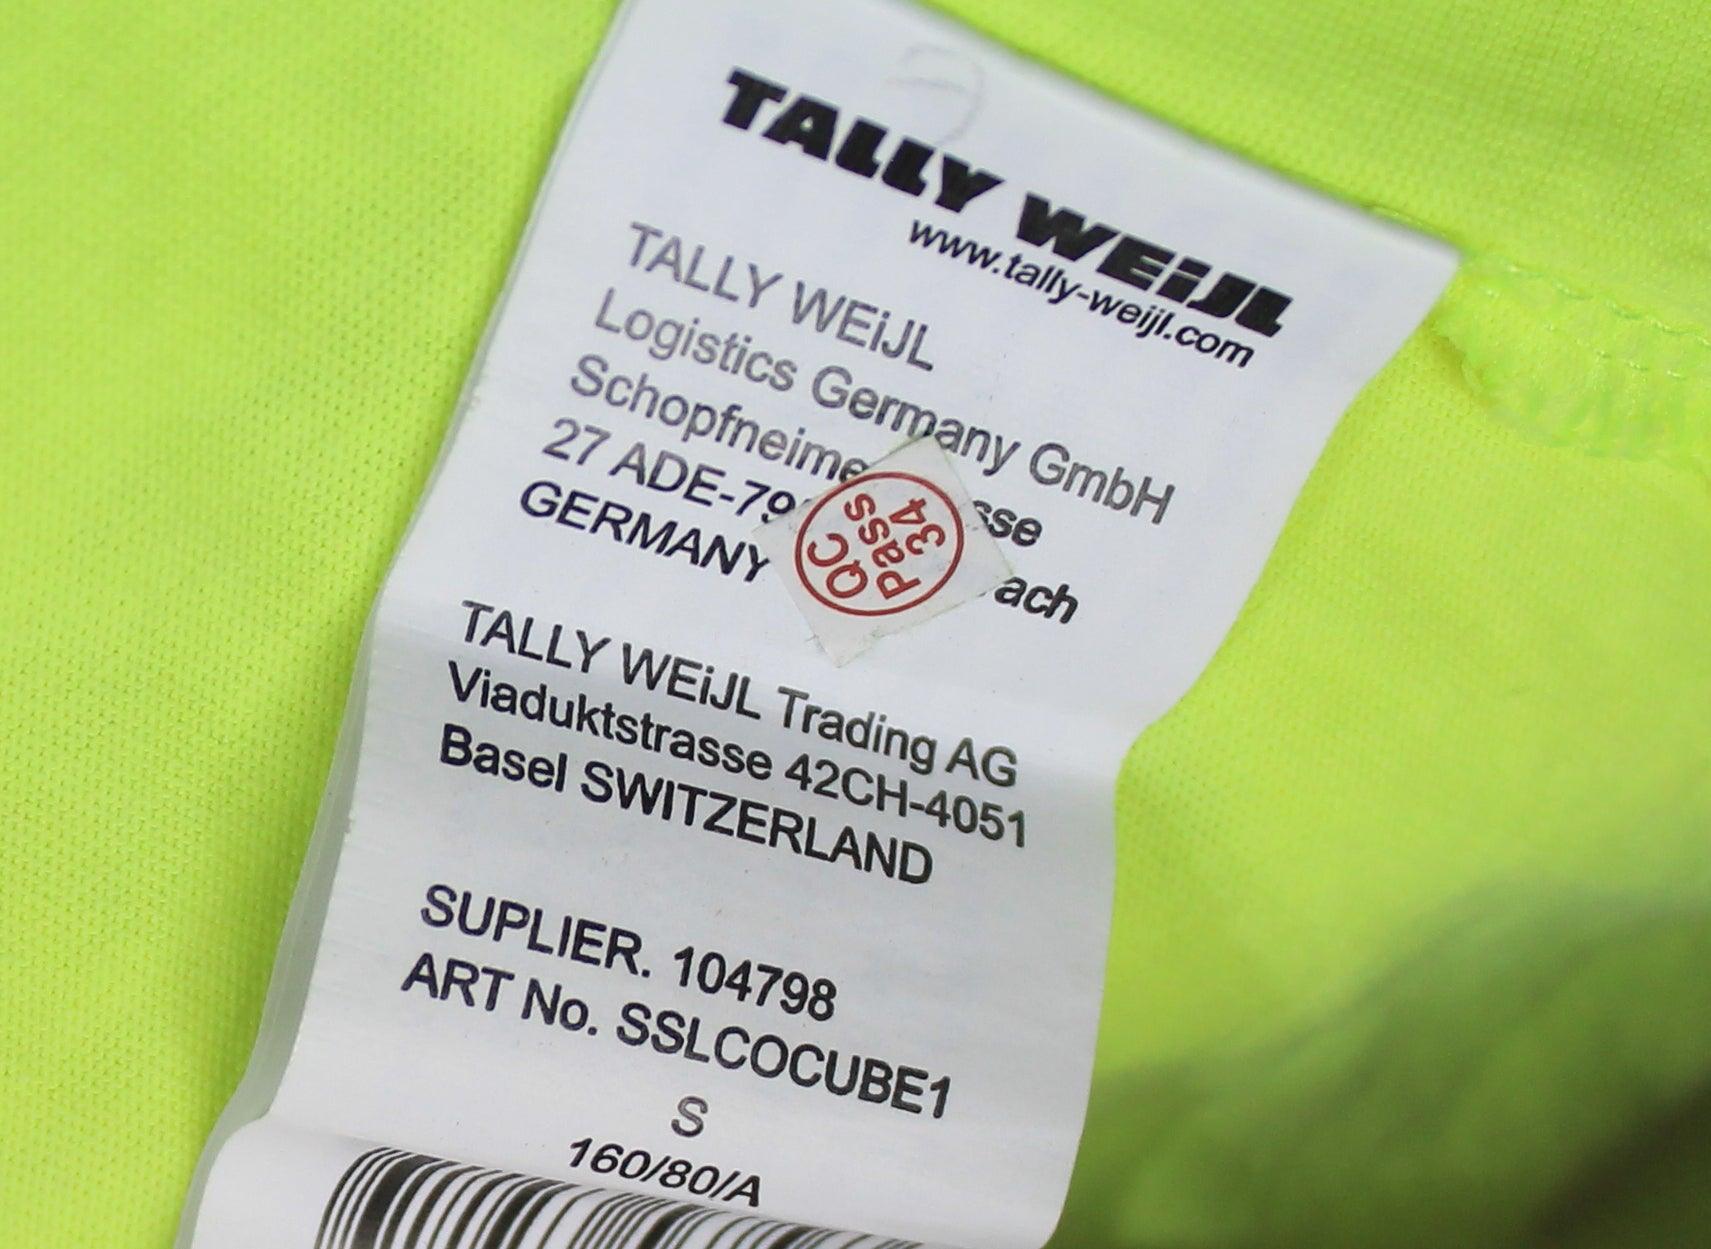 TALLY WEiJL
www.tally-weijl.com
TALLY WEiJL
Logistics Germany GmbH
Schopfneime sse
27 ADE-79 ach
GERMANY
PQC
Pass
34
TALLY WEiJL Trading AG
Viaduktstrasse 42CH-4051
Basel SWITZERLAND
SUPLIER. 104798
ART No. SSLCOCUBE1
S
160/80/A